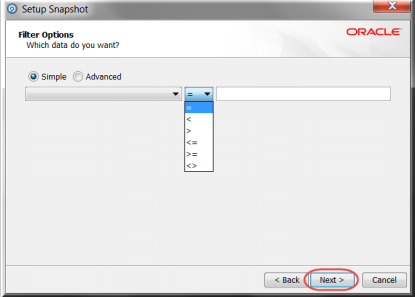 Setup Snapshot
Filter Options
Which data do you want?
ORACLE
Simple Advanced
=
=
<
>
<=
>=
<>
< Back Next > Cancel